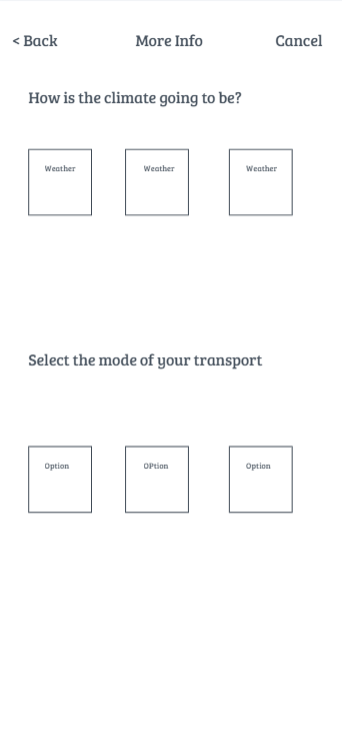 < Back More Info Cancel
How is the climate going to be?
Weather Weather Weather
Select the mode of your transport
Option OPtion Option